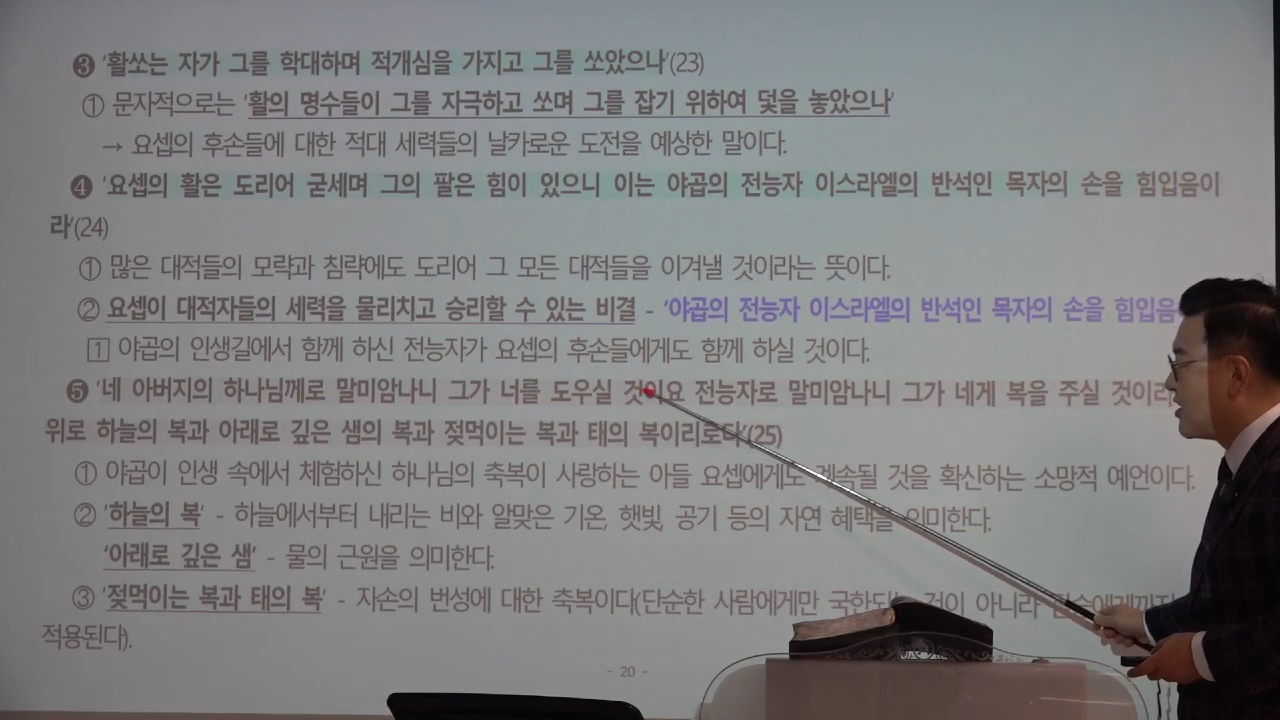 ❸ '활쏘는 자가 그를 학대하며 적개심을 가지고 그를 쏘았으나'(23)
① 문자적으로는 '활의 명수들이 그를 자극하고 쏘며 그를 잡기 위하여 덫을 놓았으나'
→ 요셉의 후손들에 대한 적대 세력들의 날카로운 도전을 예상한 말이다.
❹ '요셉의 활은 도리어 굳세며 그의 팔은 힘이 있으니 이는 야곱의 전능자 이스라엘의 반석인 목자의 손을 힘입음이
라'(24)
① 많은 대적들의 모략과 침략에도 도리어 그 모든 대적들을 이겨낼 것이라는 뜻이다.
② 요셉이 대적자들의 세력을 물리치고 승리할 수 있는 비결 - '야곱의 전능자 이스라엘의 반석인 목자의 손을 힘입음
1 야곱의 인생길에서 함께 하신 전능자가 요셉의 후손들에게도 함께 하실 것이다.
❺ '네 아버지의 하나님께로 말미암나니 그가 너를 도우실 것이요 전능자로 말미암나니 그가 네게 복을 주실 것이라
위로 하늘의 복과 아래로 깊은 샘의 복과 젖먹이는 복과 태의 복이리로다'(25)
① 야곱이 인생 속에서 체험하신 하나님의 축복이 사랑하는 아들 요셉에게도 계속될 것을 확신하는 소망적 예언이다.
② '하늘의 복' - 하늘에서부터 내리는 비와 알맞은 기온, 햇빛, 공기 등의 자연 혜택을 의미한다.
'아래로 깊은 샘' - 물의 근원을 의미한다.
③ '젖먹이는 복과 태의 복' - 자손의 번성에 대한 축복이다(단순한 사람에게만 국한되는 것이 아니라 짐승에게까지
적용된다).
- 20 -